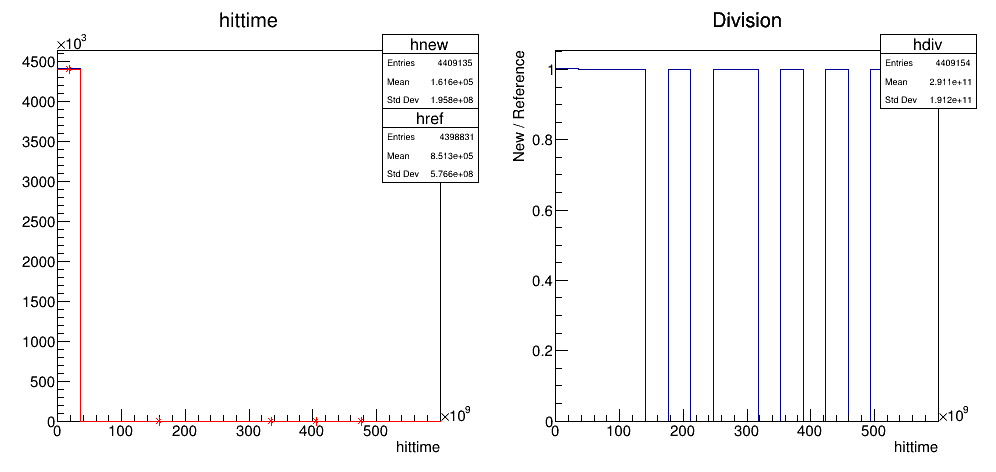 hittime
×10³
hnew
Entries 4409135
Mean 1.616e+05
Std Dev 1.958e+08
href
Entries 4398831
Mean 8.513e+05
Std Dev 5.766e+08
4500
4000
3500
3000
2500
2000
1500
1000
500
0
0 100 200 300 400 500
×10⁹
hittime
Division
hdiv
Entries 4409154
Mean 2.911e+11
Std Dev 1.912e+11
New / Reference
1
0.8
0.6
0.4
0.2
0
0 100 200 300 400 500
×10⁹
hittime